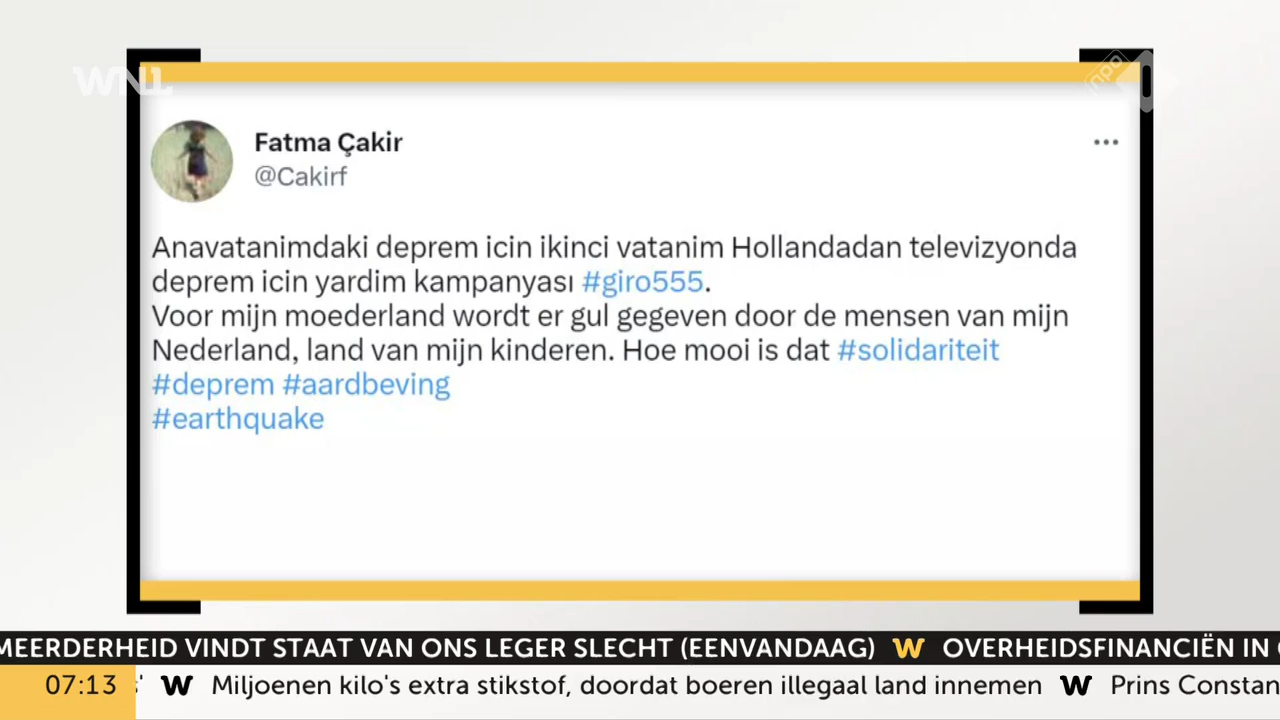 WNL
npo
Fatma Çakir
@Cakirf
Anavatanimdaki deprem icin ikinci vatanim Hollandadan televizyonda
deprem icin yardim kampanyası #giro555.
Voor mijn moederland wordt er gul gegeven door de mensen van mijn
Nederland, land van mijn kinderen. Hoe mooi is dat #solidariteit
#deprem #aardbeving
#earthquake
MEERDERHEID VINDT STAAT VAN ONS LEGER SLECHT (EENVANDAAG) W OVERHEIDSFINANCIËN IN
07:13 W Miljoenen kilo's extra stikstof, doordat boeren illegaal land innemen W Prins Constan